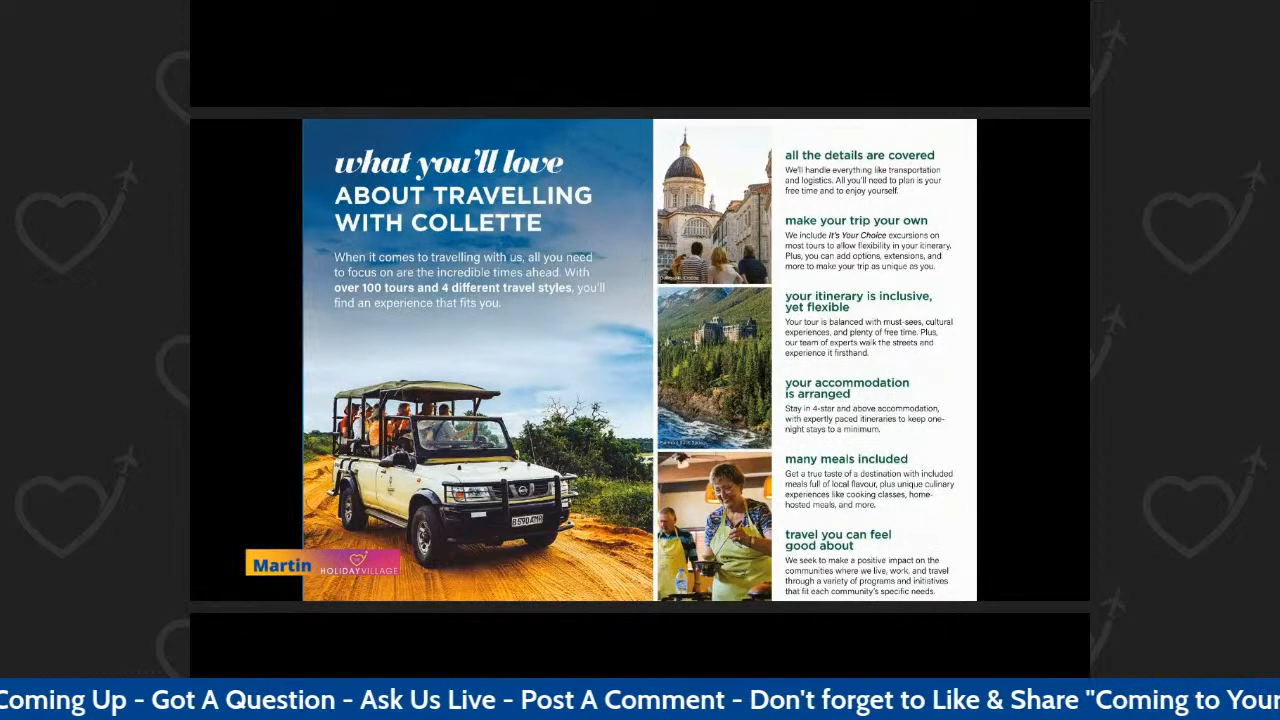 what you'll love
ABOUT TRAVELLING
WITH COLLETTE
When it comes to travelling with us, all you need
to focus on are the incredible times ahead. With
over 100 tours and 4 different travel styles, you'll
find an experience that fits you.
all the details are covered
We'll handle everything like transportation
and logistics. All you'll need to plan is your
free time and to enjoy yourself.
make your trip your own
We include It's Your Choice excursions on
most tours to allow flexibility in your itinerary.
Plus, you can add options, extensions, and
more to make your trip as unique as you.
your itinerary is inclusive,
yet flexible
Your tour is balanced with must-sees, cultural
experiences, and plenty of free time. Plus,
our team of experts walk the streets and
experience it firsthand.
your accommodation
is arranged
Stay in 4-star and above accommodation,
with expertly paced itineraries to keep one-
night stays to a minimum.
many meals included
Get a true taste of a destination with included
meals full of local flavour, plus unique culinary
experiences like cooking classes, home-
hosted meals, and more.
travel you can feel
good about
We seek to make a positive impact on the
communities where we live, work, and travel
through a variety of programs and initiatives
that fit each community's specific needs.
Martin
HOLIDAYVILLAGE
Coming Up - Got A Question - Ask Us Live - Post A Comment - Don't forget to Like & Share "Coming to Your